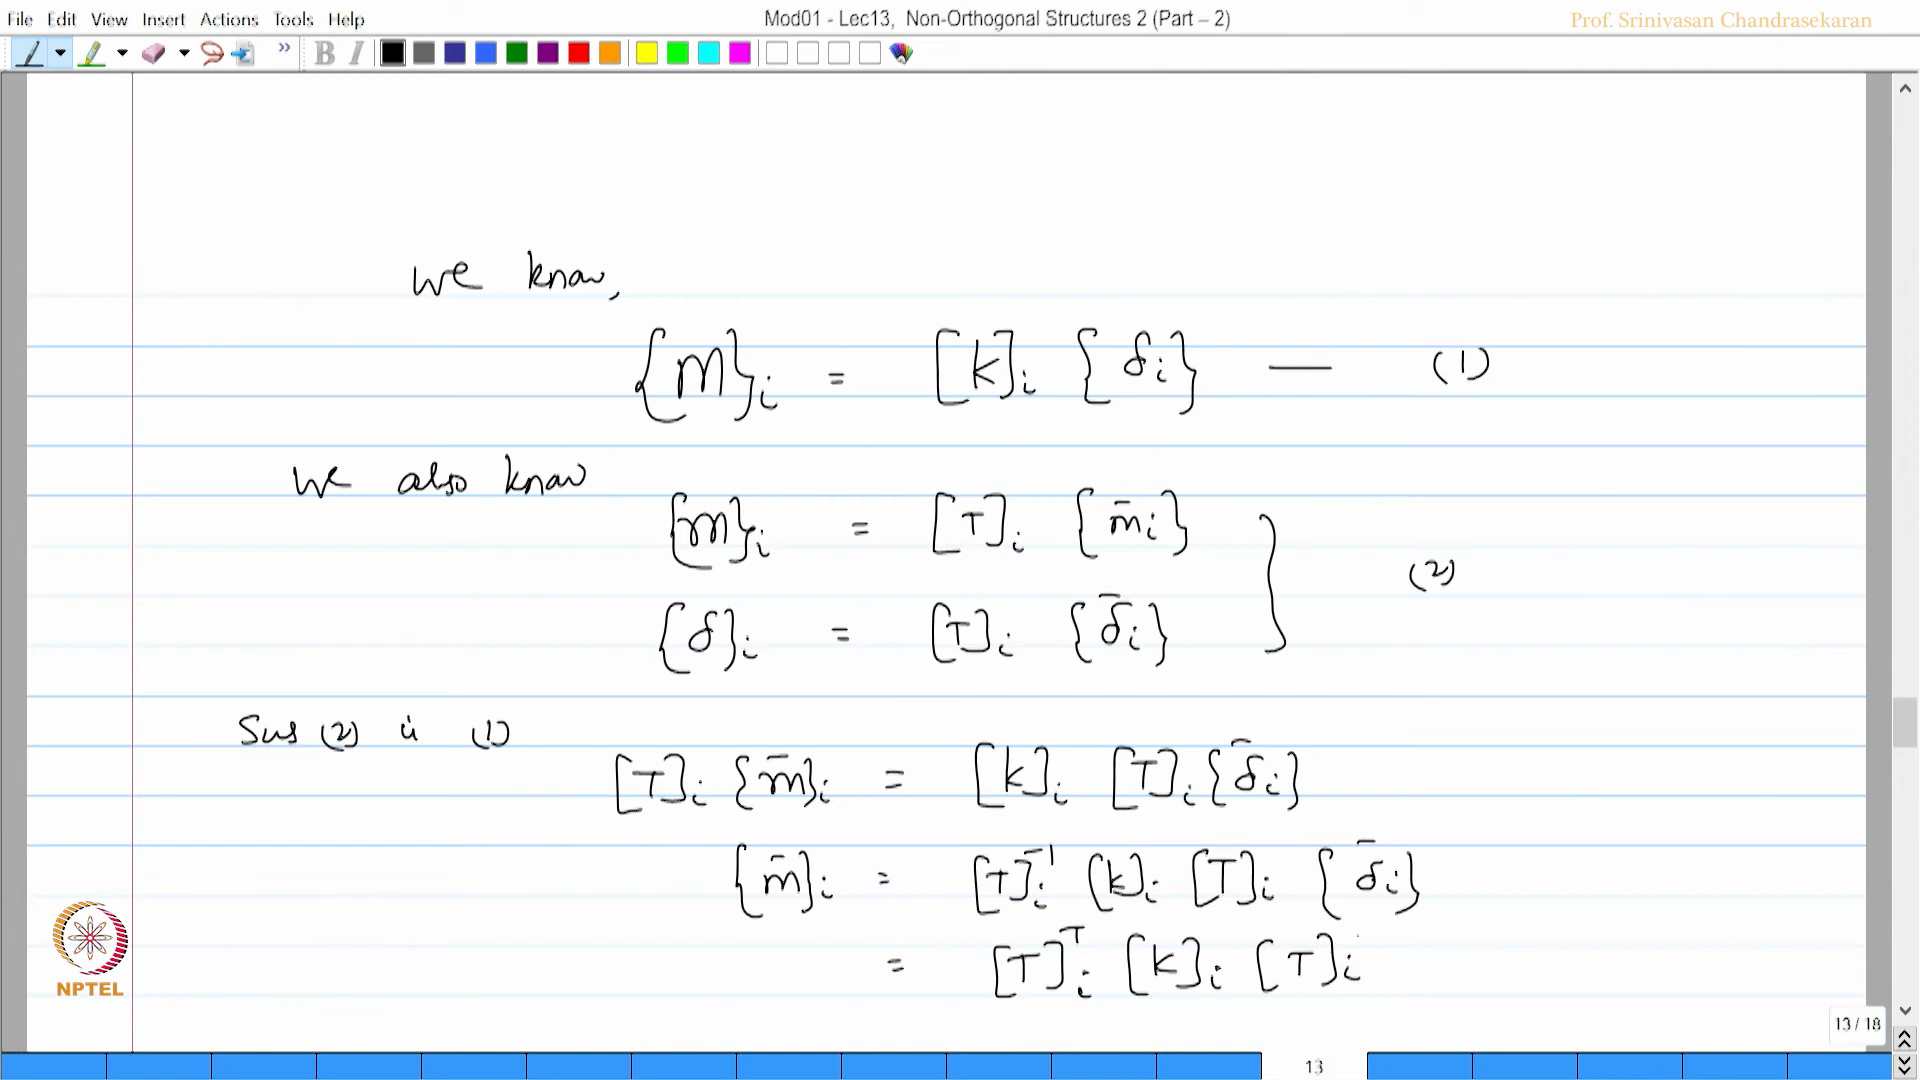 File Edit View Insert Actions Tools Help
Mod01 - Lec13, Non-Orthogonal Structures 2 (Part – 2)
Prof. Srinivasan Chandrasekaran
B I
We know,
{M}i = [k]i {δi} — (1)
We also know
{m}i = [T]i {m̄i}
(2)
{δ}i = [T]i {δ̄i}
Sus (2) in (1)
[T]i {m̄}i = [k]i [T]i {δ̄i}
{m̄}i = [T]i⁻¹ [k]i [T]i {δ̄i}
= [T]iᵀ [k]i [T]i
NPTEL
13 / 18
13